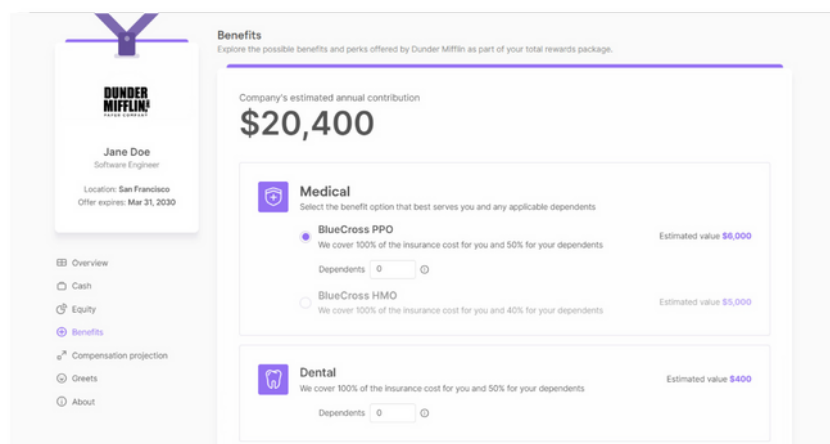 DUNDER
MIFFLIN,
PAPER COMPANY
Jane Doe
Software Engineer
Location: San Francisco
Offer expires: Mar 31, 2030
Overview
Cash
Equity
Benefits
Compensation projection
Greets
About
Benefits
Explore the possible benefits and perks offered by Dunder Mifflin as part of your total rewards package.
Company's estimated annual contribution
$20,400
Medical
Select the benefit option that best serves you and any applicable dependents
BlueCross PPO
Estimated value $6,000
We cover 100% of the insurance cost for you and 50% for your dependents
Dependents 0
BlueCross HMO
Estimated value $5,000
We cover 100% of the insurance cost for you and 40% for your dependents
Dental
Estimated value $400
We cover 100% of the insurance cost for you and 50% for your dependents
Dependents 0